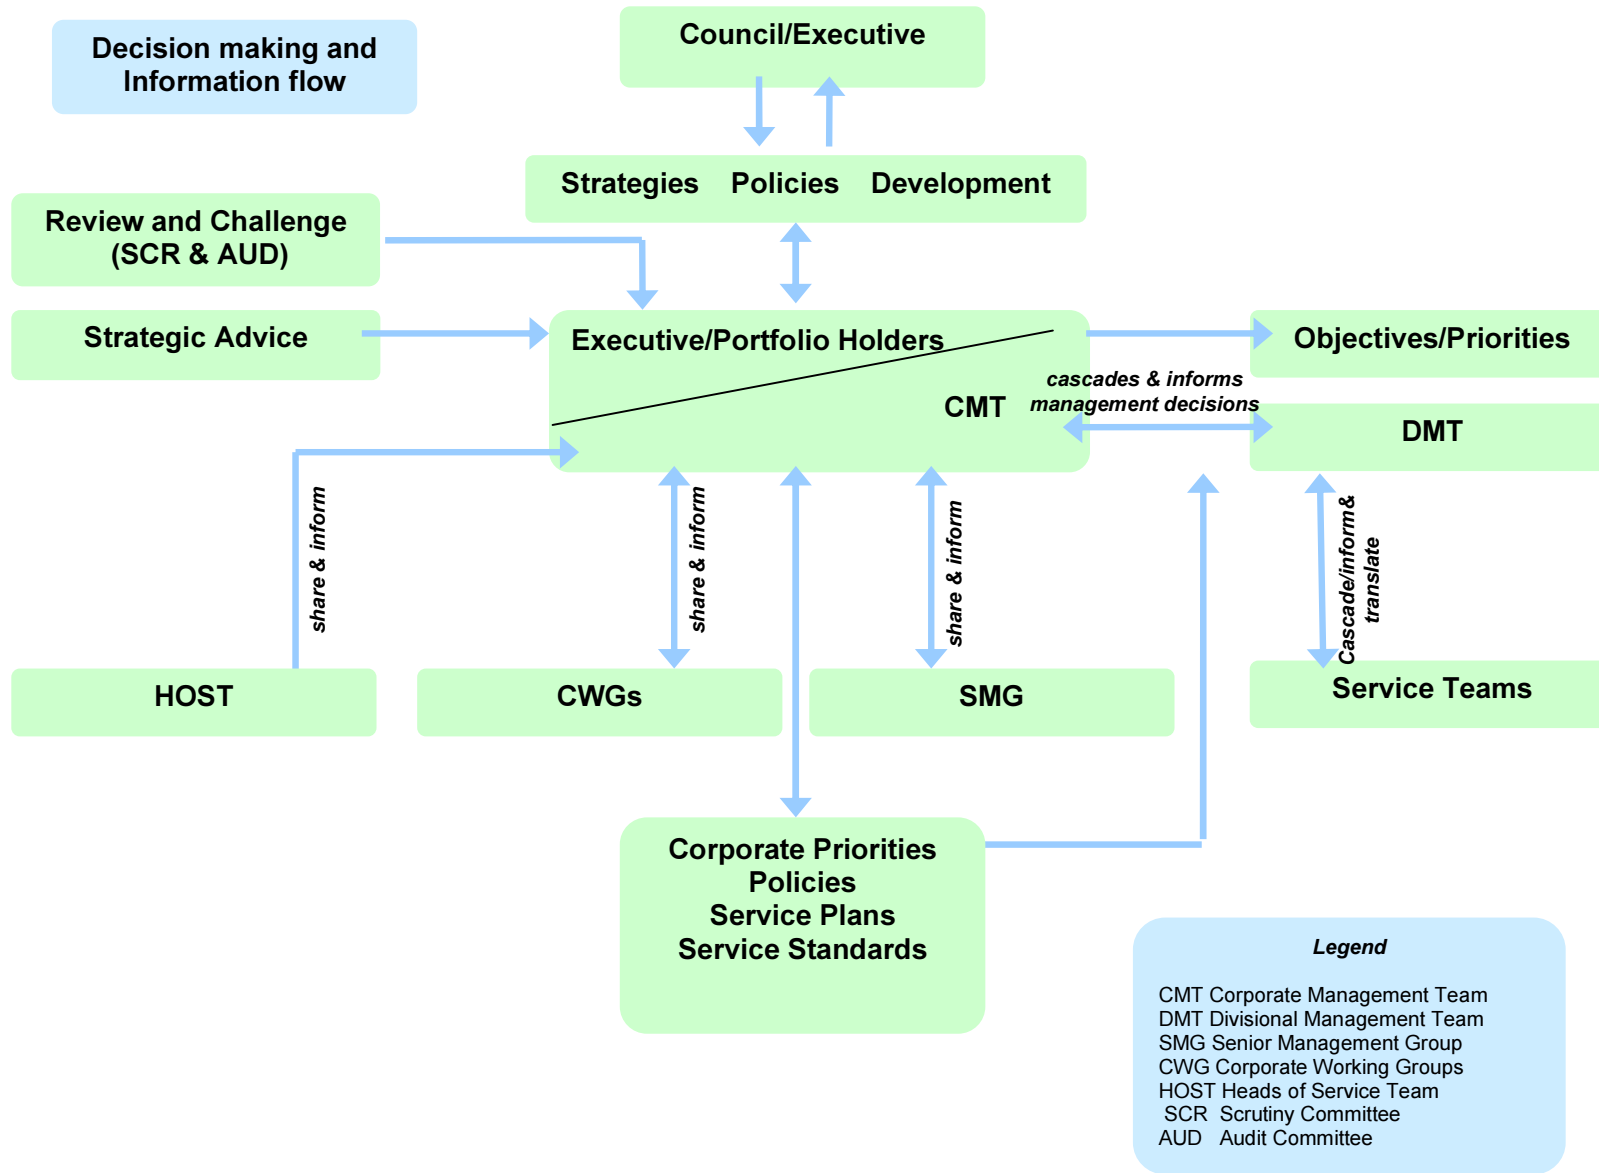 Decision making and
Information flow
Council/Executive
Strategies Policies Development
Review and Challenge
(SCR & AUD)
Strategic Advice
Executive/Portfolio Holders
CMT
Objectives/Priorities
cascades & informs
management decisions
DMT
share & inform
share & inform
share & inform
Cascade/inform&
translate
HOST
CWGs
SMG
Service Teams
Corporate Priorities
Policies
Service Plans
Service Standards
Legend
CMT Corporate Management Team
DMT Divisional Management Team
SMG Senior Management Group
CWG Corporate Working Groups
HOST Heads of Service Team
SCR Scrutiny Committee
AUD Audit Committee